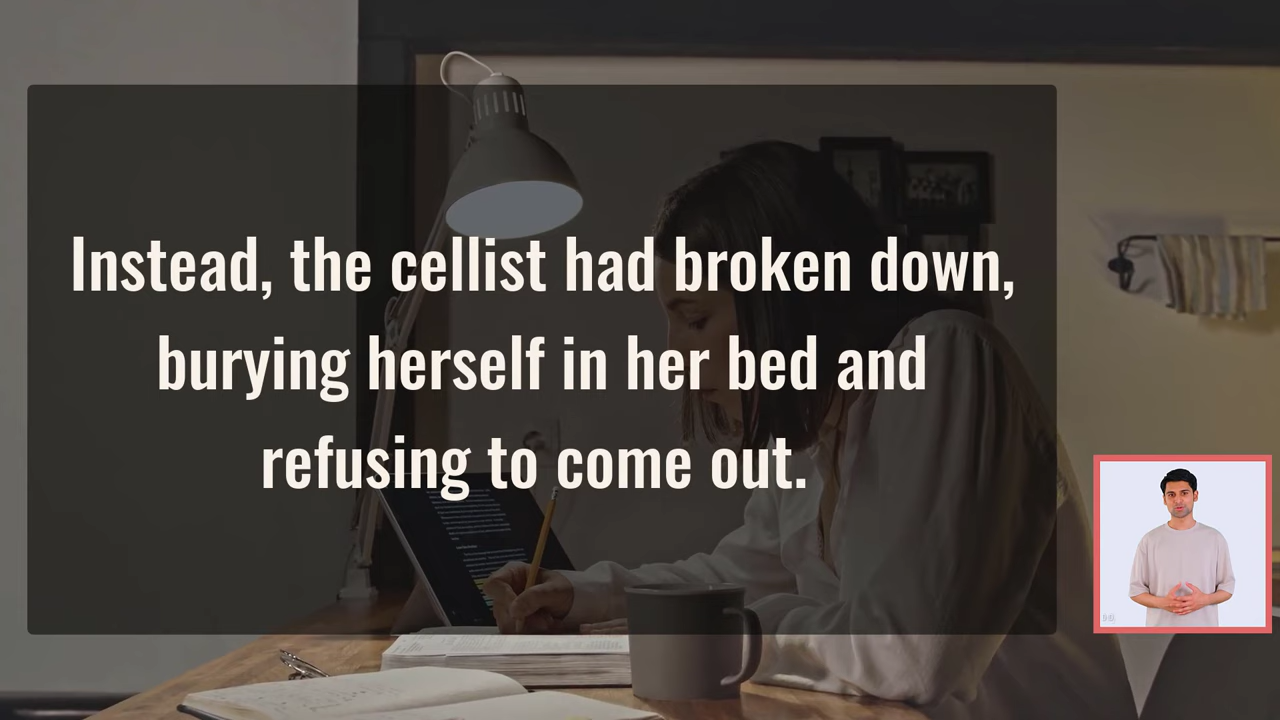 Instead, the cellist had broken down,
burying herself in her bed and
refusing to come out.